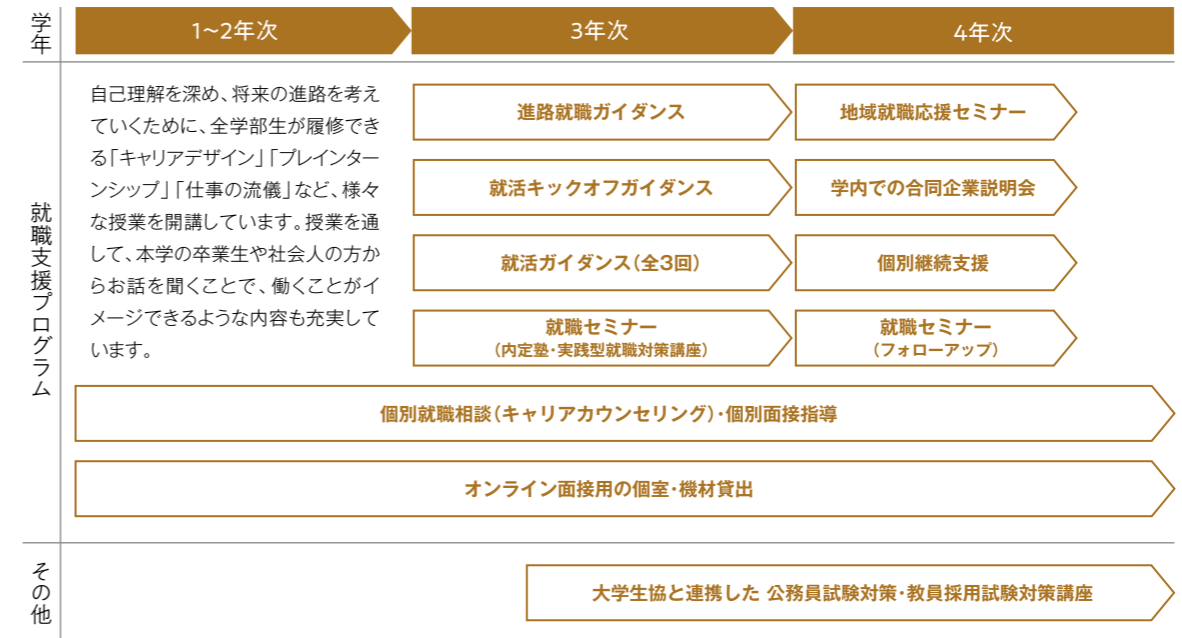 学年
1~2年次
3年次
4年次
就職支援プログラム
自己理解を深め、将来の進路を考え
ていくために、全学部生が履修でき
る「キャリアデザイン」「プレインター
ンシップ」「仕事の流儀」など、様々
な授業を開講しています。授業を通
して、本学の卒業生や社会人の方か
らお話を聞くことで、働くことがイ
メージできるような内容も充実して
います。
進路就職ガイダンス
地域就職応援セミナー
就活キックオフガイダンス
学内での合同企業説明会
就活ガイダンス（全3回）
個別継続支援
就職セミナー
（内定塾・実践型就職対策講座）
就職セミナー
（フォローアップ）
個別就職相談（キャリアカウンセリング）・個別面接指導
オンライン面接用の個室・機材貸出
その他
大学生協と連携した 公務員試験対策・教員採用試験対策講座